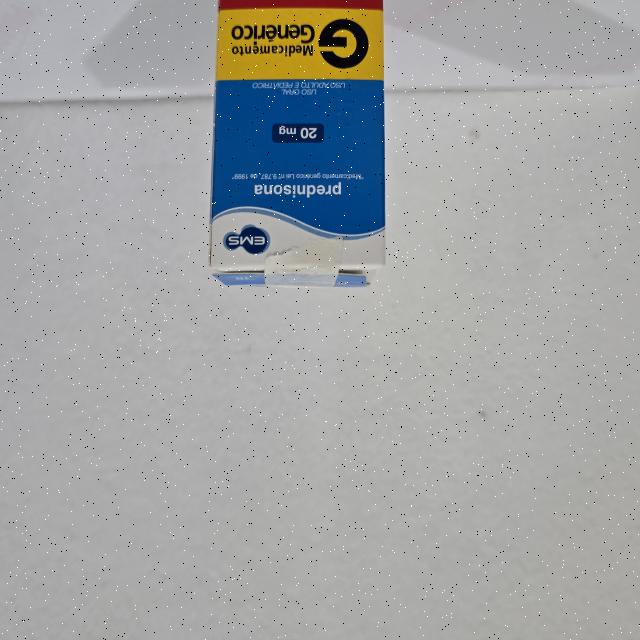 EMS
prednisona
"Medicamento genérico Lei nº 9.787, de 1999"
20 mg
USO ORAL
USO ADULTO E PEDIÁTRICO
G Medicamento
Genérico